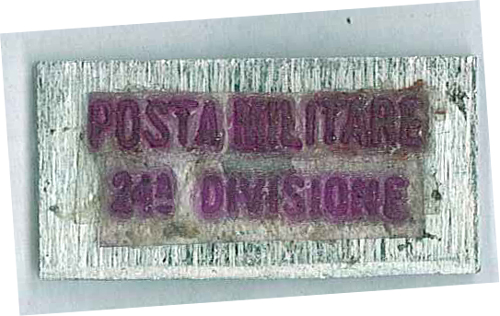 POSTA MILITARE
24ª DIVISIONE